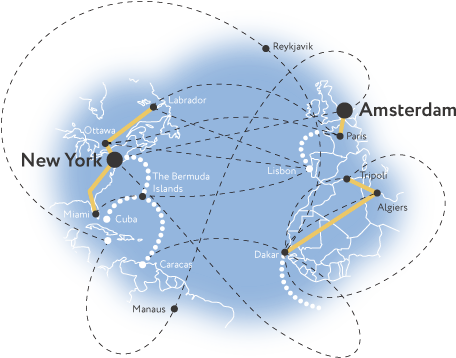 Reykjavik
Labrador
Amsterdam
Ottawa
Paris
New York
Lisbon
The Bermuda
Islands
Tripoli
Algiers
Miami
Cuba
Dakar
Caracas
Manaus